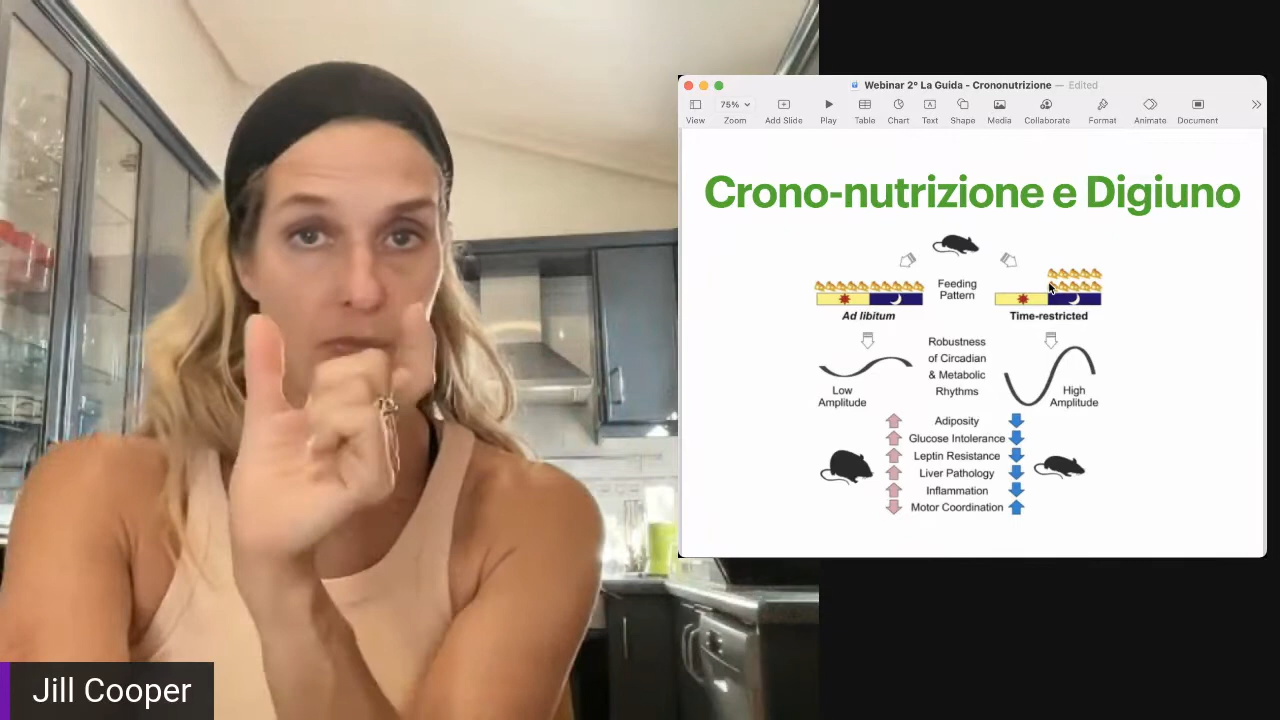 Webinar 2° La Guida - Crononutrizione — Edited
75%
View
Zoom
Add Slide
Play
Table
Chart
Text
Shape
Media
Collaborate
Format
Animate
Document
Crono-nutrizione e Digiuno
Feeding
Pattern
Ad libitum
Time-restricted
Robustness
of Circadian
& Metabolic
Rhythms
Low
Amplitude
High
Amplitude
Adiposity
Glucose Intolerance
Leptin Resistance
Liver Pathology
Inflammation
Motor Coordination
Jill Cooper